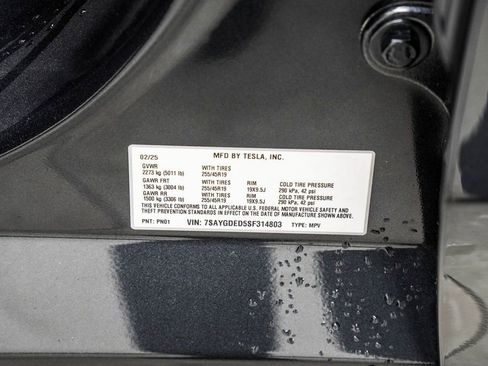 02/25 MFD BY TESLA, INC.
GVWR WITH TIRES
2273 kg (5011 lb) 255/45R19
GAWR FRT WITH TIRES RIM COLD TIRE PRESSURE
1363 kg (3004 lb) 255/45R19 19X9.5J 290 kPa, 42 psi
GAWR RR WITH TIRES RIM COLD TIRE PRESSURE
1500 kg (3306 lb) 255/45R19 19X9.5J 290 kPa, 42 psi
THIS VEHICLE CONFORMS TO ALL APPLICABLE U.S. FEDERAL MOTOR VEHICLE SAFETY AND
THEFT PREVENTION STANDARDS IN EFFECT ON THE DATE OF MANUFACTURE SHOWN ABOVE.
PNT: PN01 VIN: 7SAYGDED5SF314803 TYPE: MPV